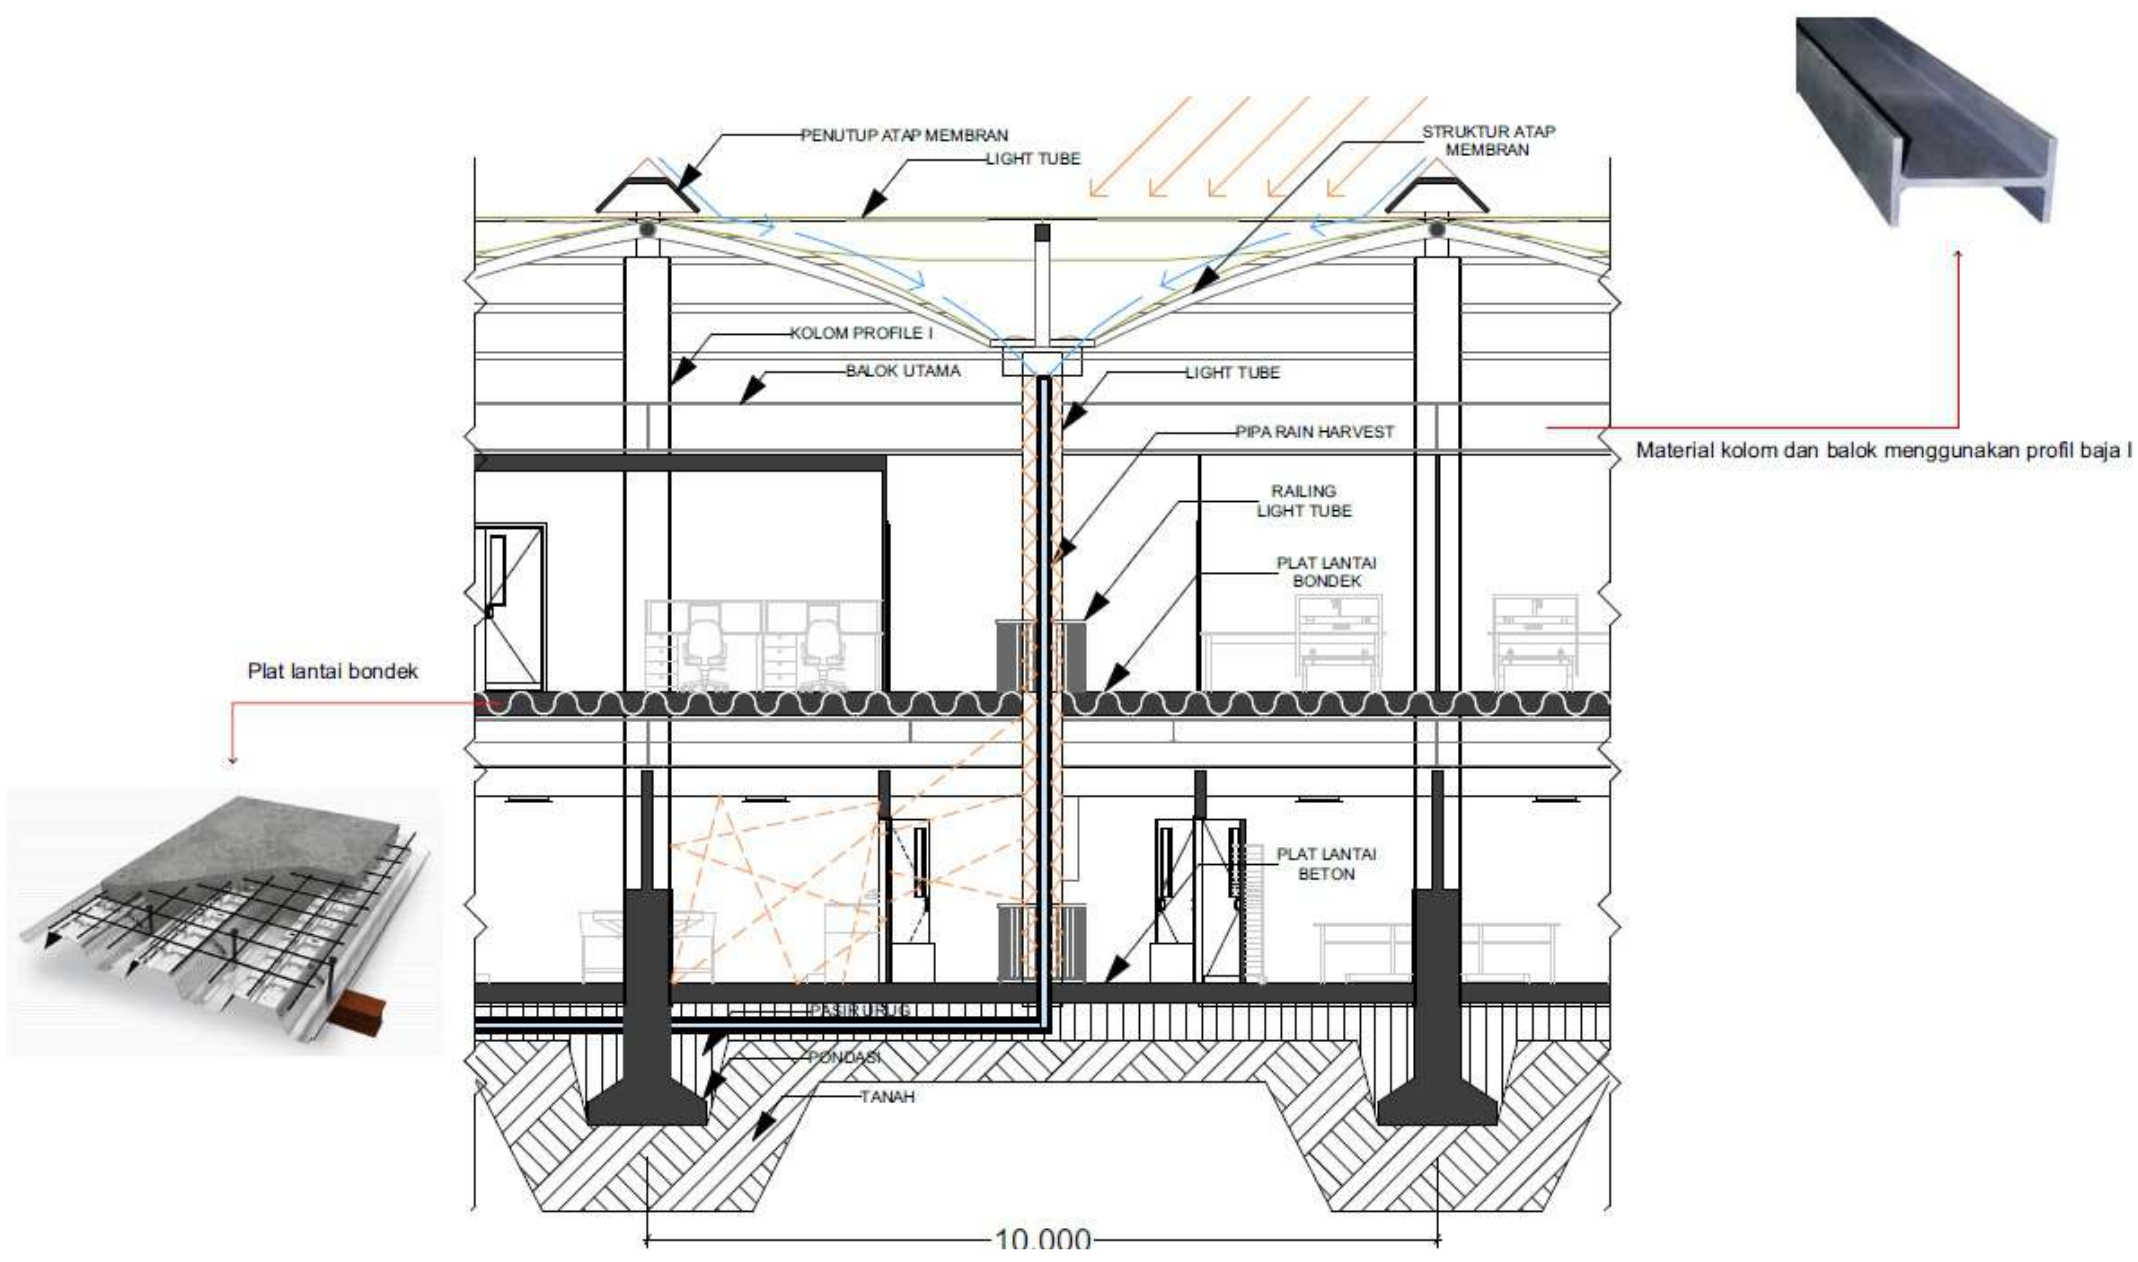 PENUTUP ATAP MEMBRAN
LIGHT TUBE
STRUKTUR ATAP
MEMBRAN
KOLOM PROFILE I
BALOK UTAMA
LIGHT TUBE
PIPA RAIN HARVEST
Material kolom dan balok menggunakan profil baja I
RAILING
LIGHT TUBE
PLAT LANTAI
BONDEK
Plat lantai bondek
PLAT LANTAI
BETON
PASIR URUG
PONDASI
TANAH
10.000